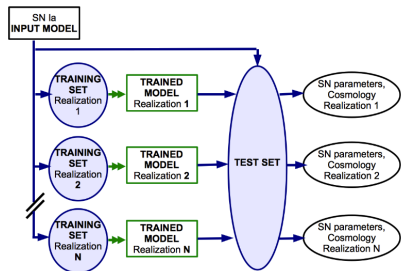 SN Ia
INPUT MODEL
TRAINING
SET
Realization
1
TRAINED
MODEL
Realization 1
SN parameters,
Cosmology
Realization 1
TRAINING
SET
Realization
2
TRAINED
MODEL
Realization 2
TEST SET
SN parameters,
Cosmology
Realization 2
TRAINING
SET
Realization
N
TRAINED
MODEL
Realization N
SN parameters,
Cosmology
Realization N